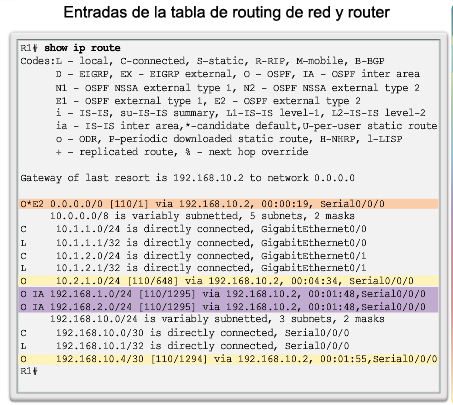 Entradas de la tabla de routing de red y router
R1# show ip route
Codes:L - local, C-connected, S-static, R-RIP, M-mobile, B-BGP
D - EIGRP, EX - EIGRP external, O - OSPF, IA - OSPF inter area
N1 - OSPF NSSA external type 1, N2 - OSPF NSSA external type 2
E1 - OSPF external type 1, E2 - OSPF external type 2
i - IS-IS, su-IS-IS summary, L1-IS-IS level-1, L2-IS-IS level-2
ia - IS-IS inter area,*-candidate default,U-per-user static route
o - ODR, P-periodic downloaded static route, H-NHRP, l-LISP
+ - replicated route, % - next hop override
Gateway of last resort is 192.168.10.2 to network 0.0.0.0
O*E2 0.0.0.0/0 [110/1] via 192.168.10.2, 00:00:19, Serial0/0/0
10.0.0.0/8 is variably subnetted, 5 subnets, 2 masks
C 10.1.1.0/24 is directly connected, GigabitEthernet0/0
L 10.1.1.1/32 is directly connected, GigabitEthernet0/0
C 10.1.2.0/24 is directly connected, GigabitEthernet0/1
L 10.1.2.1/32 is directly connected, GigabitEthernet0/1
O 10.2.1.0/24 [110/648] via 192.168.10.2, 00:04:34, Serial0/0/0
O IA 192.168.1.0/24 [110/1295] via 192.168.10.2, 00:01:48,Serial0/0/0
O IA 192.168.2.0/24 [110/1295] via 192.168.10.2, 00:01:48,Serial0/0/0
192.168.10.0/24 is variably subnetted, 3 subnets, 2 masks
C 192.168.10.0/30 is directly connected, Serial0/0/0
L 192.168.10.1/32 is directly connected, Serial0/0/0
O 192.168.10.4/30 [110/1294] via 192.168.10.2, 00:01:55,Serial0/0/0
R1#